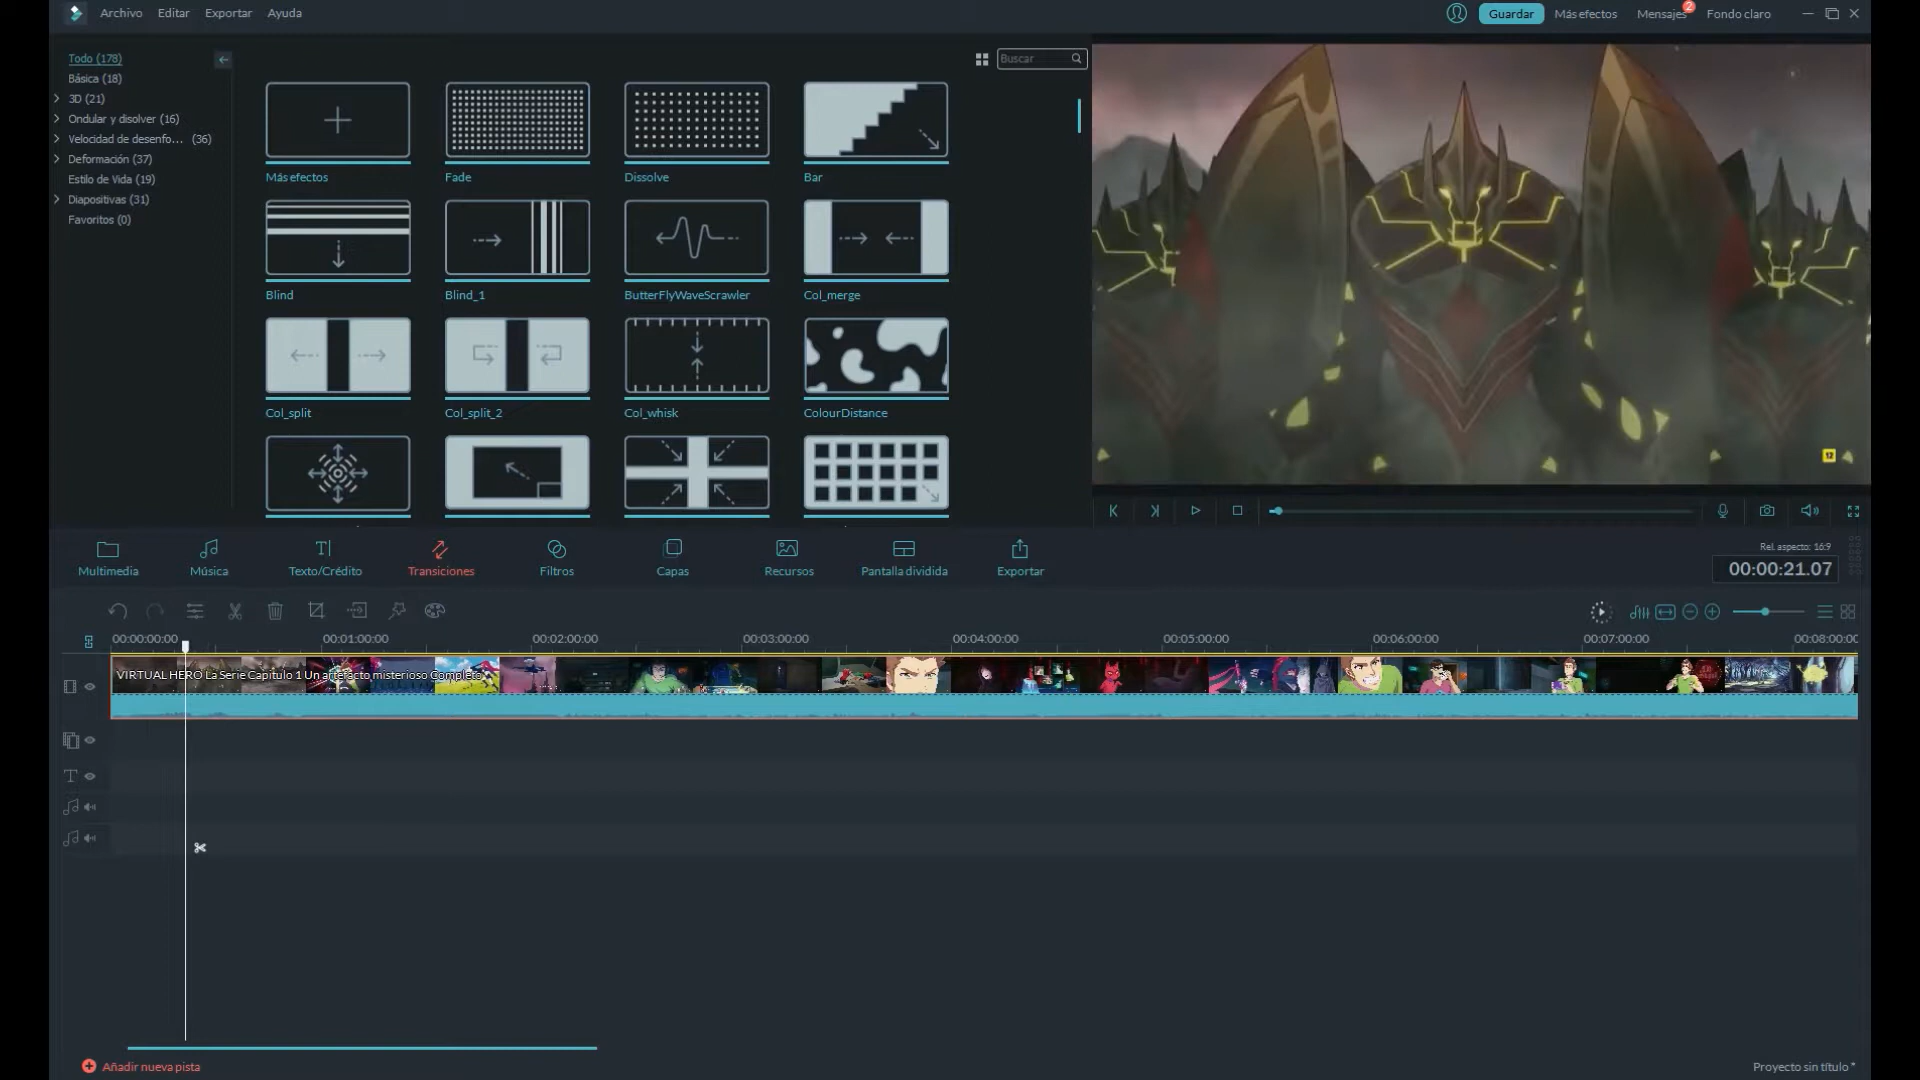 Archivo Editar Exportar Ayuda
Guardar Más efectos Mensajes 2 Fondo claro
Todo (178)
Básica (18)
3D (21)
Ondular y disolver (16)
Velocidad de desenfo... (36)
Deformación (37)
Estilo de Vida (19)
Diapositivas (31)
Favoritos (0)
Buscar
Más efectos Fade Dissolve Bar
Blind Blind_1 ButterFlyWaveScrawler Col_merge
Col_split Col_split_2 Col_whisk ColourDistance
12
Multimedia Música Texto/Crédito Transiciones Filtros Capas Recursos Pantalla dividida Exportar
Rel. aspecto: 16:9
00:00:21.07
00:00:00:00 00:01:00:00 00:02:00:00 00:03:00:00 00:04:00:00 00:05:00:00 00:06:00:00 00:07:00:00 00:08:00:00
VIRTUAL HERO La Serie Capitulo 1 Un artefacto misterioso Completo
Añadir nueva pista
Proyecto sin título *